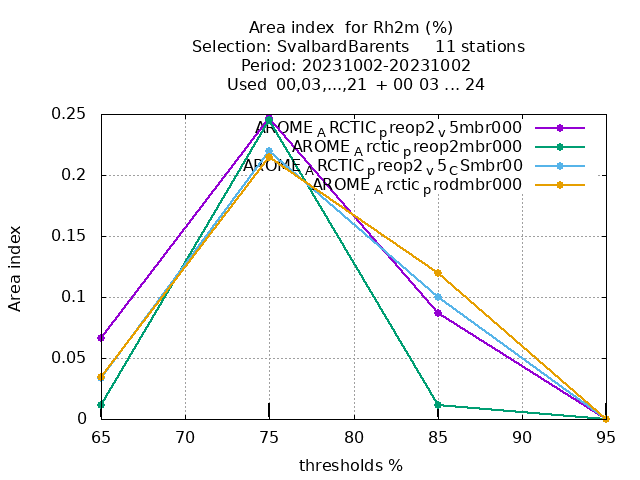 Area index  for Rh2m (%)
Selection: SvalbardBarents     11 stations
Period: 20231002-20231002
Used  00,03,...,21  + 00 03 ... 24
0.25
AROME_ARCTIC_preop2_v5mbr000
AROME_Arctic_preop2mbr000
AROME_ARCTIC_preop2_v5_CSmbr00
AROME_Arctic_prodmbr000
0.2
0.15
0.1
0.05
0
Area index
65 70 75 80 85 90 95
thresholds %